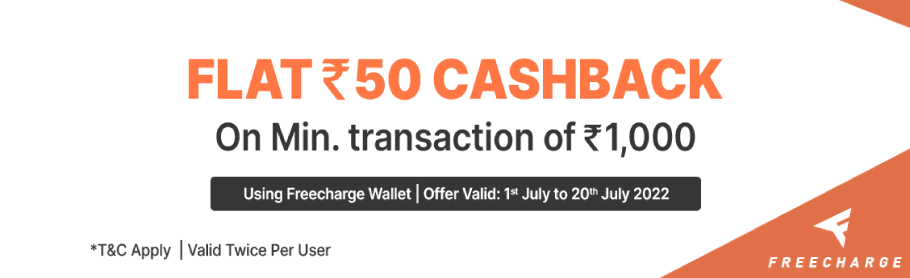 FLAT ₹50 CASHBACK
On Min. transaction of ₹1,000
Using Freecharge Wallet | Offer Valid: 1st July to 20th July 2022
*T&C Apply | Valid Twice Per User
FREECHARGE